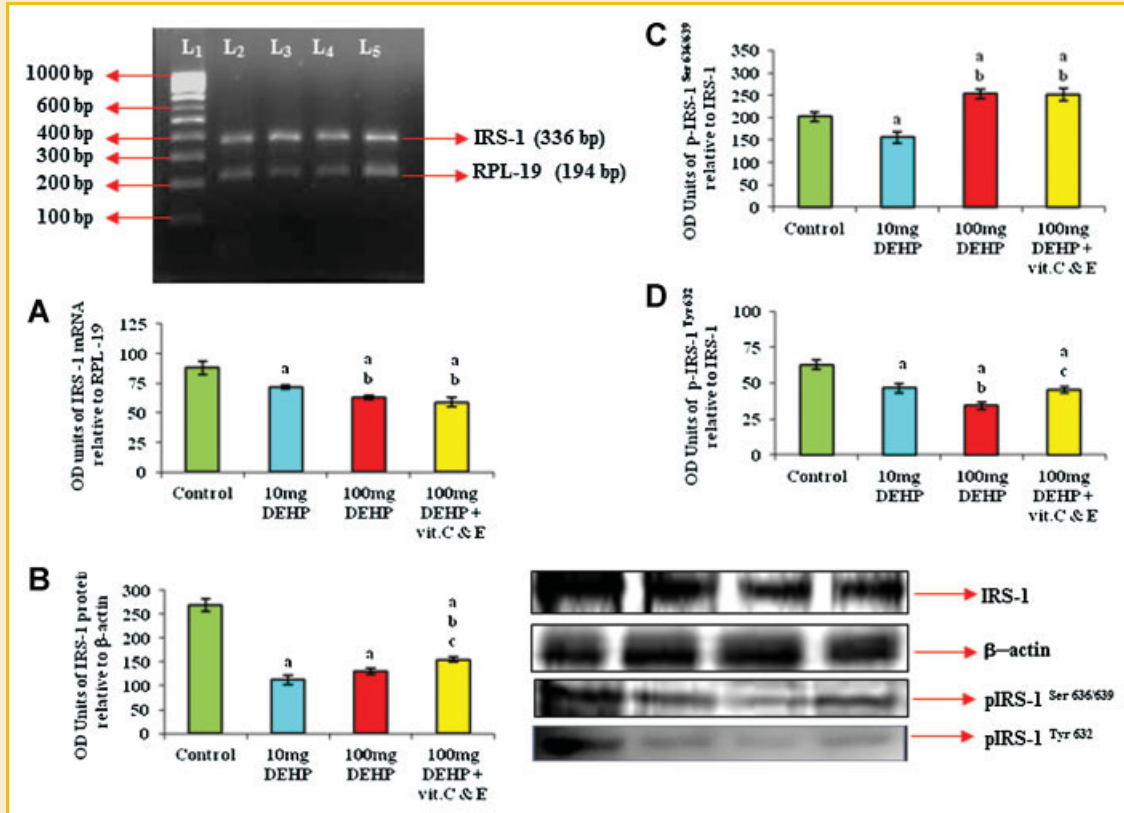 L1 L2 L3 L4 L5
1000 bp
600 bp
400 bp
300 bp
200 bp
100 bp
IRS-1 (336 bp)
RPL-19 (194 bp)
A
OD units of IRS -1 mRNA
relative to RPL -19
125
100
75
50
25
0
a
a
b
a
b
Control
10mg
DEHP
100mg
DEHP
100mg
DEHP +
vit.C & E
B
OD Units of IRS-1 protein
relative to β-actin
300
250
200
150
100
50
0
a
a
a
b
c
Control
10mg
DEHP
100mg
DEHP
100mg
DEHP +
vit.C & E
C
OD Units of p-IRS-1 Ser 636/639
relative to IRS-1
350
300
250
200
150
100
50
0
a
a
b
a
b
Control
10mg
DEHP
100mg
DEHP
100mg
DEHP +
vit.C & E
D
OD Units of p-IRS-1 Tyr632
relative to IRS-1
100
75
50
25
0
a
a
b
a
c
Control
10mg
DEHP
100mg
DEHP
100mg
DEHP +
vit.C & E
IRS-1
β-actin
pIRS-1 Ser 636/639
pIRS-1 Tyr 632